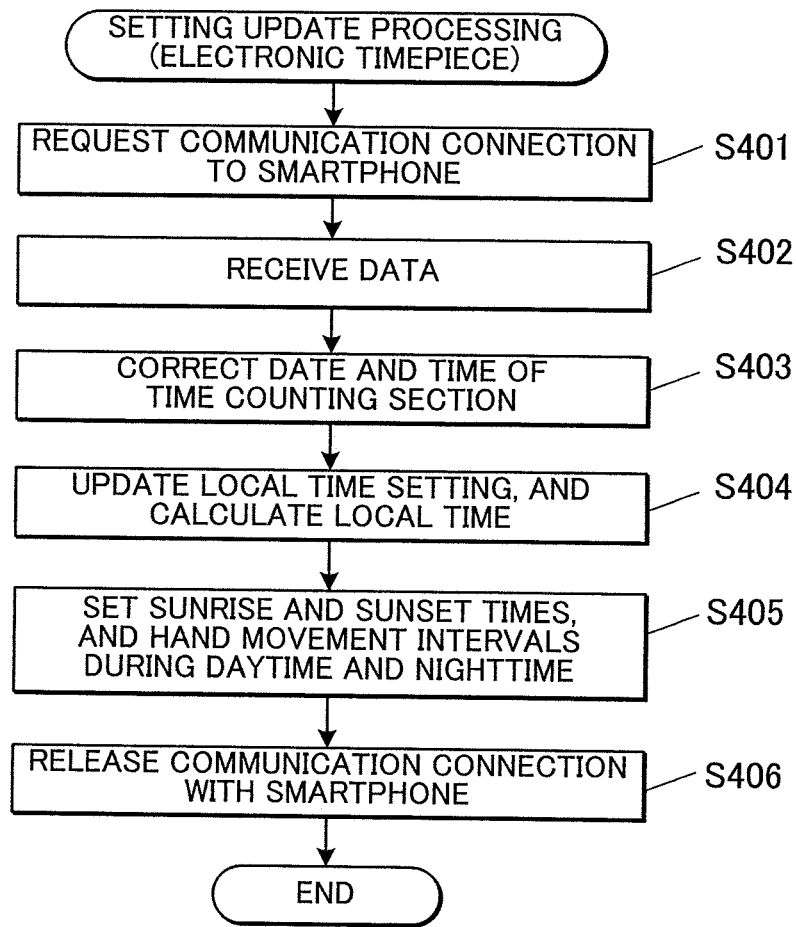 SETTING UPDATE PROCESSING
(ELECTRONIC TIMEPIECE)
REQUEST COMMUNICATION CONNECTION
TO SMARTPHONE
S401
RECEIVE DATA
S402
CORRECT DATE AND TIME OF
TIME COUNTING SECTION
S403
UPDATE LOCAL TIME SETTING, AND
CALCULATE LOCAL TIME
S404
SET SUNRISE AND SUNSET TIMES,
AND HAND MOVEMENT INTERVALS
DURING DAYTIME AND NIGHTTIME
S405
RELEASE COMMUNICATION CONNECTION
WITH SMARTPHONE
S406
END